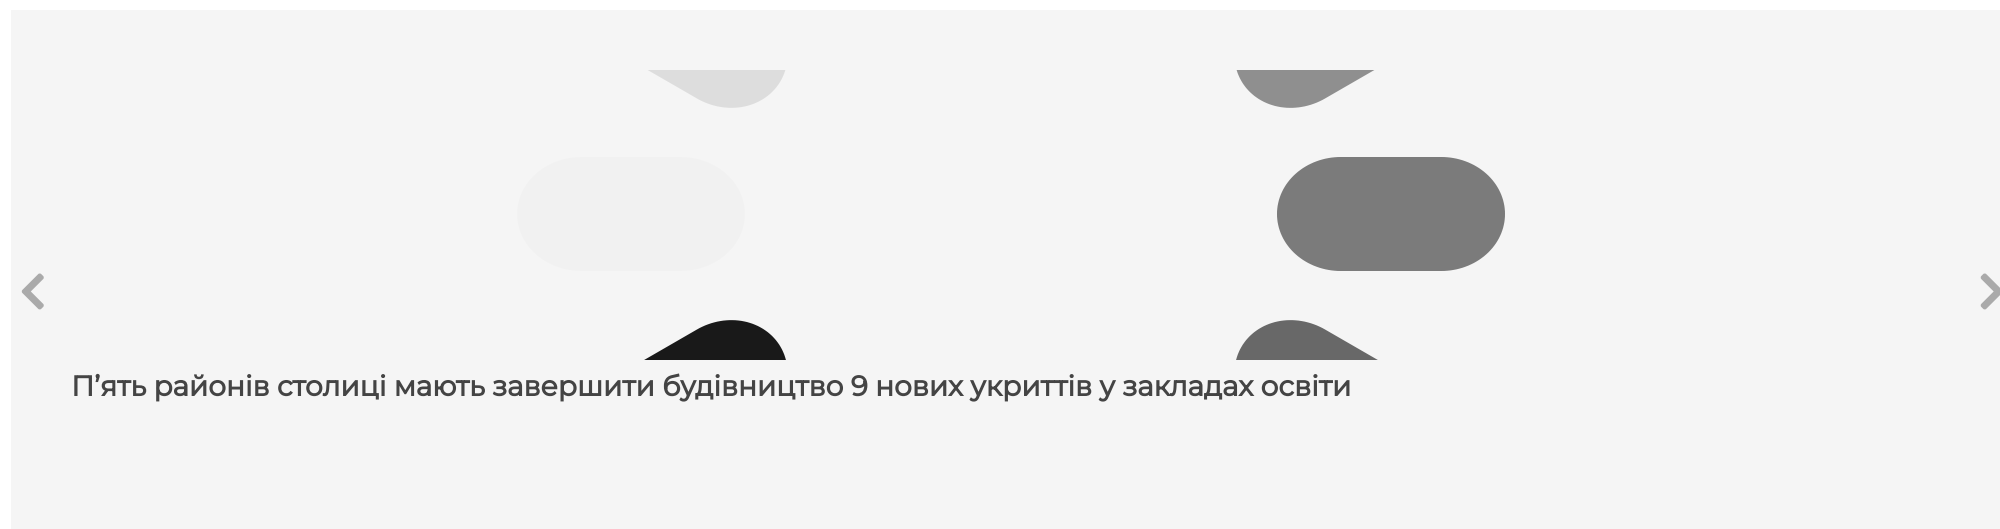 П’ять районів столиці мають завершити будівництво 9 нових укриттів у закладах освіти